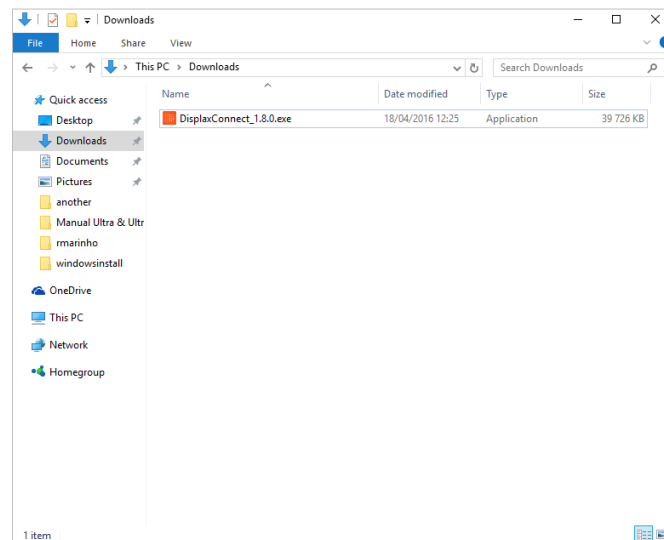 Downloads
File Home Share View
This PC Downloads Search Downloads
Name Date modified Type Size
DisplaxConnect_1.8.0.exe 18/04/2016 12:25 Application 39 726 KB
Quick access
Desktop
Downloads
Documents
Pictures
another
Manual Ultra & Ultr
rmarinho
windowsinstall
OneDrive
This PC
Network
Homegroup
1 item